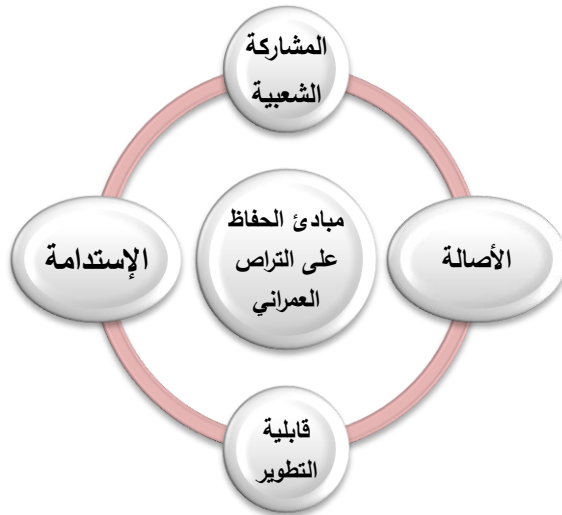 المشاركة
الشعبية
مبادئ الحفاظ
على التراص
العمراني
الأصالة
الإستدامة
قابلية
التطوير